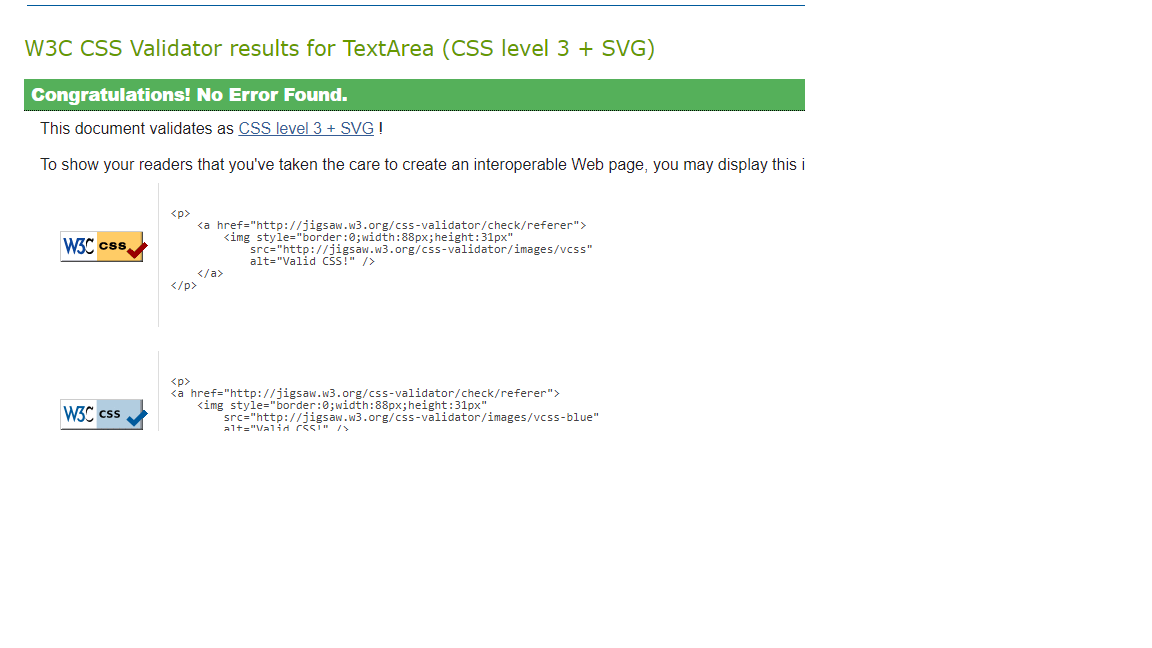 W3C CSS Validator results for TextArea (CSS level 3 + SVG)
Congratulations! No Error Found.
This document validates as CSS level 3 + SVG !
To show your readers that you've taken the care to create an interoperable Web page, you may display this i
W3C css
<p>
    <a href="http://jigsaw.w3.org/css-validator/check/referer">
        <img style="border:0;width:88px;height:31px"
            src="http://jigsaw.w3.org/css-validator/images/vcss"
            alt="Valid CSS!" />
    </a>
</p>
W3C css
<p>
<a href="http://jigsaw.w3.org/css-validator/check/referer">
    <img style="border:0;width:88px;height:31px"
        src="http://jigsaw.w3.org/css-validator/images/vcss-blue"
        alt="Valid CSS!" />